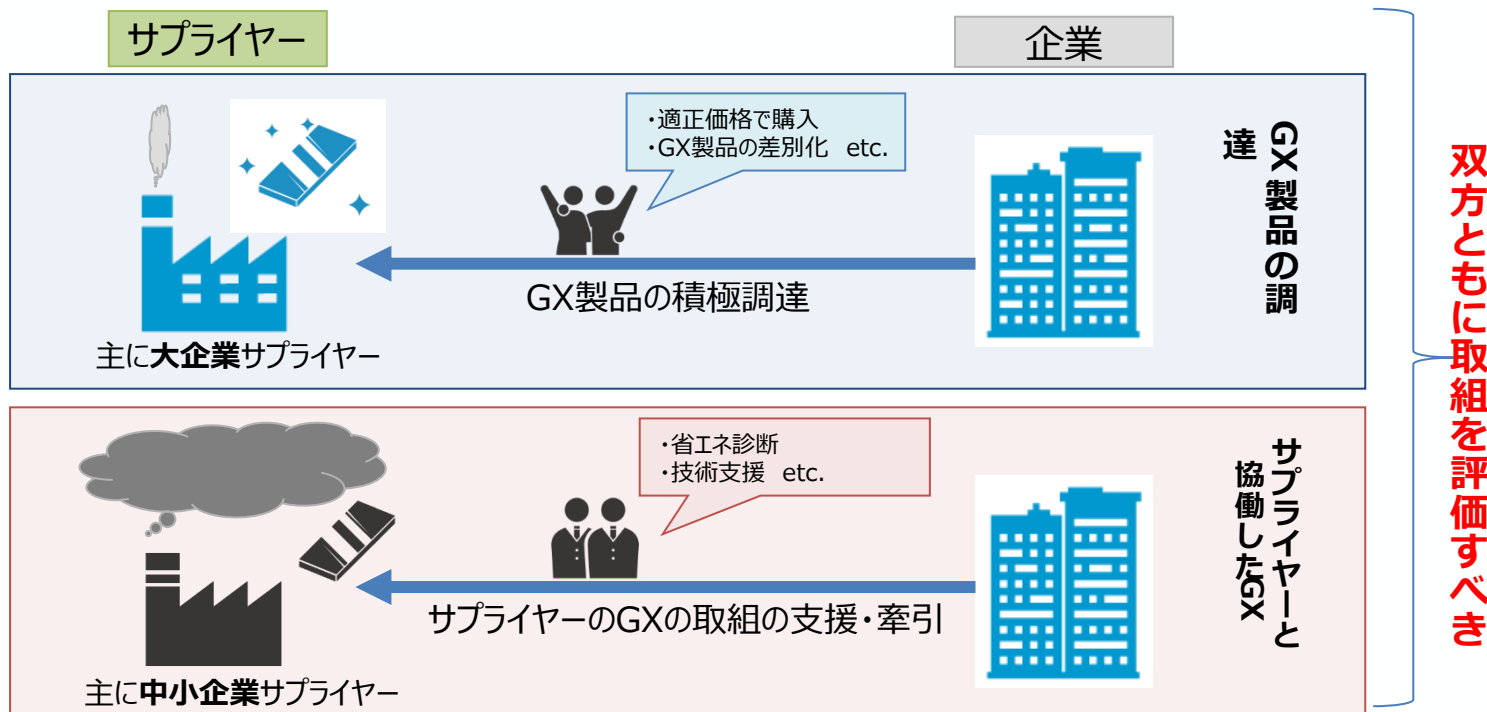 サプライヤー
企業
・適正価格で購入
・GX製品の差別化 etc.
GX製品の積極調達
主に大企業サプライヤー
GX製品の調
達
・省エネ診断
・技術支援 etc.
サプライヤーのGXの取組の支援・牽引
主に中小企業サプライヤー
サプライヤーと
協働したGX
双方ともに取組を評価すべき